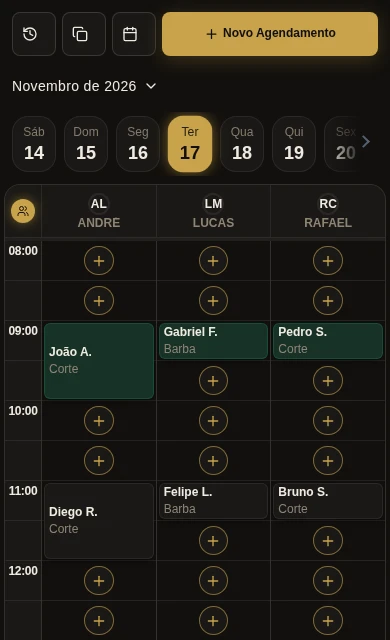 Novo Agendamento
Novembro de 2026
Sáb Dom Seg Ter Qua Qui Sex
14 15 16 17 18 19 20
AL LM RC
ANDRE LUCAS RAFAEL
08:00
09:00
João A.
Corte
Gabriel F.
Barba
Pedro S.
Corte
10:00
11:00
Diego R.
Corte
Felipe L.
Barba
Bruno S.
Corte
12:00